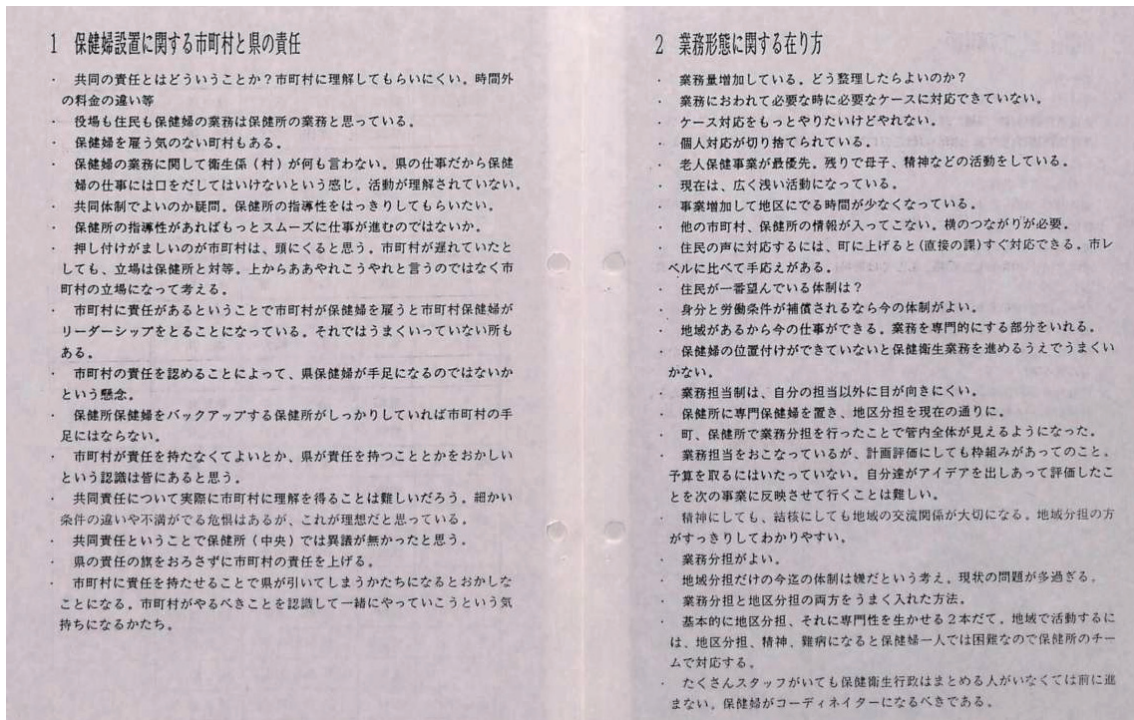 1 保健婦設置に関する市町村と県の責任
・ 共同の責任とはどういうことか？市町村に理解してもらいにくい。時間外
の料金の違い等
・ 役場も住民も保健婦の業務は保健所の業務と思っている。
・ 保健婦を雇う気のない町村もある。
・ 保健婦の業務に関して衛生係（村）が何も言わない。県の仕事だから保健
婦の仕事には口をだしてはいけないという感じ。活動が理解されていない。
・ 共同体制でよいのか疑問。保健所の指導性をはっきりしてもらいたい。
・ 保健所の指導性があればもっとスムーズに仕事が進むのではないか。
・ 押し付けがましいのが市町村は、頭にくると思う。市町村が遅れていたと
しても、立場は保健所と対等。上からああやれこうやれと言うのではなく市
町村の立場になって考える。
・ 市町村に責任があるということで市町村が保健婦を雇うと市町村保健婦が
リーダーシップをとることになっている。それではうまくいっていない所も
ある。
・ 市町村の責任を認めることによって、県保健婦が手足になるのではないか
という懸念。
・ 保健所保健婦をバックアップする保健所がしっかりしていれば市町村の手
足にはならない。
・ 市町村が責任を持たなくてよいとか、県が責任を持つこととかをおかしい
という認識は皆にあると思う。
・ 共同責任について実際に市町村に理解を得ることは難しいだろう。細かい
条件の違いや不満がでる危惧はあるが、これが理想だと思っている。
・ 共同責任ということで保健所（中央）では異議が無かったと思う。
・ 県の責任の旗をおろさずに市町村の責任を上げる。
・ 市町村に責任を持たせることで県が引いてしまうかたちになるとおかしな
ことになる。市町村がやるべきことを認識して一緒にやっていこうという気
持ちになるかたち。
2 業務形態に関する在り方
・ 業務量増加している。どう整理したらよいのか？
・ 業務におわれて必要な時に必要なケースに対応できていない。
・ ケース対応をもっとやりたいけどやれない。
・ 個人対応が切り捨てられている。
・ 老人保健事業が最優先。残りで母子、精神などの活動をしている。
・ 現在は、広く浅い活動になっている。
・ 事業増加して地区にでる時間が少なくなっている。
・ 他の市町村、保健所の情報が入ってこない。横のつながりが必要。
・ 住民の声に対応するには、町に上げると(直接の課)すぐ対応できる。市レ
ベルに比べて手応えがある。
・ 住民が一番望んでいる体制は？
・ 身分と労働条件が補償されるなら今の体制がよい。
・ 地域があるから今の仕事ができる。業務を専門的にする部分をいれる。
・ 保健婦の位置付けができていないと保健衛生業務を進めるうえでうまくい
かない。
・ 業務担当制は、自分の担当以外に目が向きにくい。
・ 保健所に専門保健婦を置き、地区分担を現在の通りに。
・ 町、保健所で業務分担を行ったことで管内全体が見えるようになった。
・ 業務担当をおこなっているが、計画評価にしても枠組みがあってのこと。
予算を取るにはいたっていない。自分達がアイデアを出しあって評価したこ
とを次の事業に反映させて行くことは難しい。
・ 精神にしても、結核にしても地域の交流関係が大切になる。地域分担の方
がすっきりしてわかりやすい。
・ 業務分担がよい。
・ 地域分担だけの今迄の体制は嫌だという考え。現状の問題が多過ぎる。
・ 業務分担と地区分担の両方をうまく入れた方法。
・ 基本的に地区分担、それに専門性を生かせる２本だて。地域で活動するに
は、地区分担、精神、難病になると保健婦一人では困難なので保健所のチー
ムで対応する。
・ たくさんスタッフがいても保健衛生行政はまとめる人がいなくては前に進
まない。保健婦がコーディネイターになるべきである。